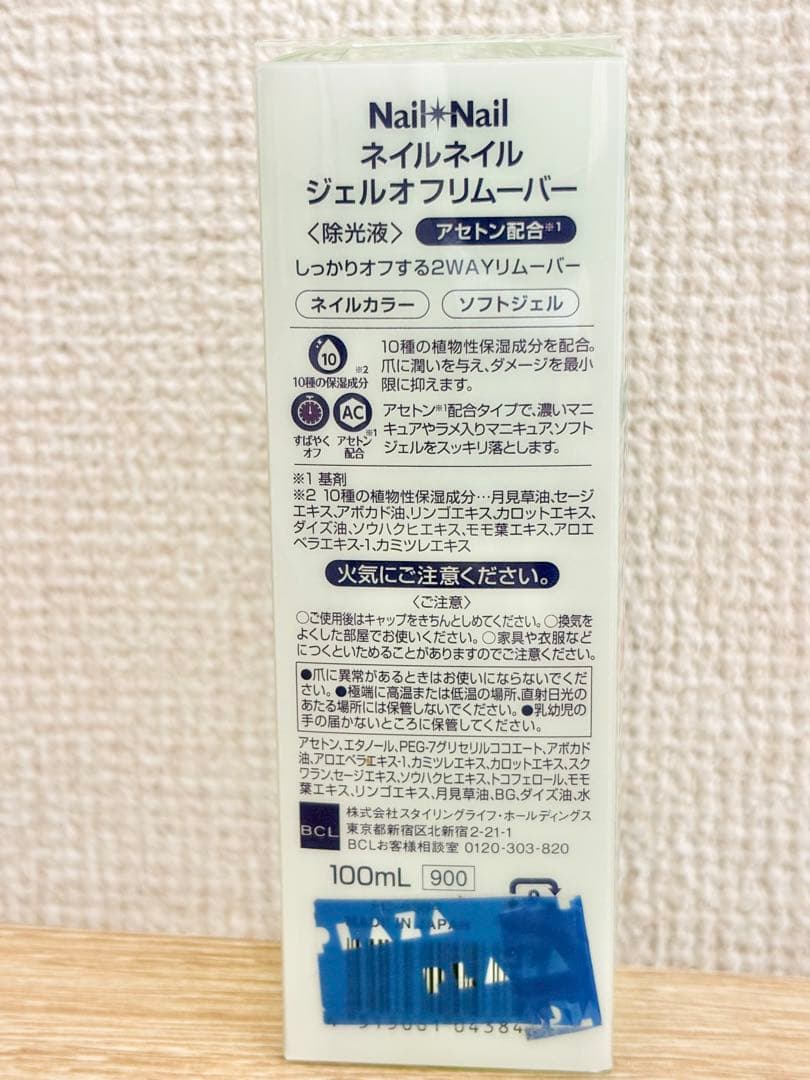 Nail✴Nail
ネイルネイル
ジェルオフリムーバー
〈除光液〉 アセトン配合※1
しっかりオフする2WAYリムーバー
ネイルカラー ソフトジェル
10 ※2
10種の保湿成分
10種の植物性保湿成分を配合。
爪に潤いを与え、ダメージを最小
限に抑えます。
AC ※1
すばやく
オフ
アセトン
配合
アセトン※1配合タイプで、濃いマニ
キュアやラメ入りマニキュア、ソフト
ジェルをスッキリ落とします。
※1 基剤
※2 10種の植物性保湿成分…月見草油、セージ
エキス、アボカド油、リンゴエキス、カロットエキス、
ダイズ油、ソウハクヒエキス、モモ葉エキス、アロエ
ベラエキス-1、カミツレエキス
火気にご注意ください。
〈ご注意〉
○ご使用後はキャップをきちんとしめてください。○換気を
よくした部屋でお使いください。○家具や衣服など
につくといためることがありますのでご注意ください。
●爪に異常があるときはお使いにならないでくだ
さい。●極端に高温または低温の場所、直射日光の
あたる場所には保管しないでください。●乳幼児の
手の届かないところに保管してください。
アセトン、エタノール、PEG-7グリセリルココエート、アボカド
油、アロエベラエキス-1、カミツレエキス、カロットエキス、スク
ワラン、セージエキス、ソウハクヒエキス、トコフェロール、モモ
葉エキス、リンゴエキス、月見草油、BG、ダイズ油、水
BCL
株式会社スタイリングライフ・ホールディングス
東京都新宿区北新宿2-21-1
BCLお客様相談室 0120-303-820
100mL 900
MADE IN JAPAN
PLA